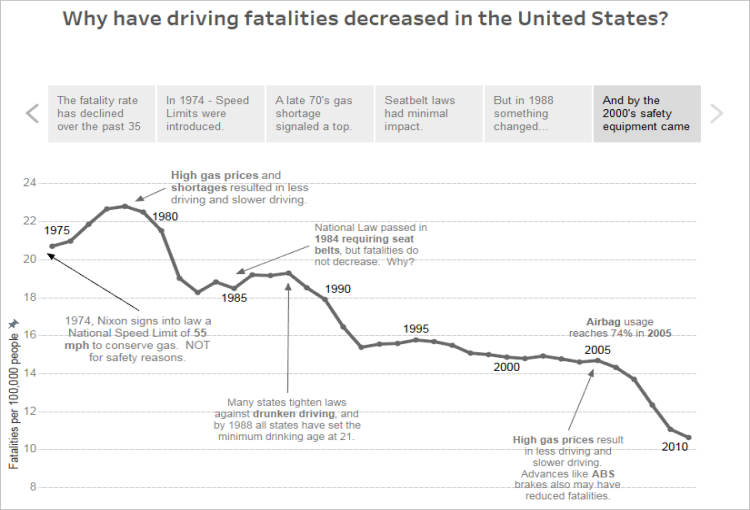 Why have driving fatalities decreased in the United States?
The fatality rate
has declined
over the past 35
In 1974 - Speed
Limits were
introduced.
A late 70's gas
shortage
signaled a top.
Seatbelt laws
had minimal
impact.
But in 1988
something
changed...
And by the
2000's safety
equipment came
24
22
20
18
16
14
12
10
8
Fatalities per 100,000 people
High gas prices and
shortages resulted in less
driving and slower driving.
1975
1980
National Law passed in
1984 requiring seat
belts, but fatalities do
not decrease. Why?
1985
1990
1974, Nixon signs into law a
National Speed Limit of 55
mph to conserve gas. NOT
for safety reasons.
1995
Airbag usage
reaches 74% in 2005
2005
2000
Many states tighten laws
against drunken driving, and
by 1988 all states have set the
minimum drinking age at 21.
High gas prices result
in less driving and
slower driving.
Advances like ABS
brakes also may have
reduced fatalities.
2010